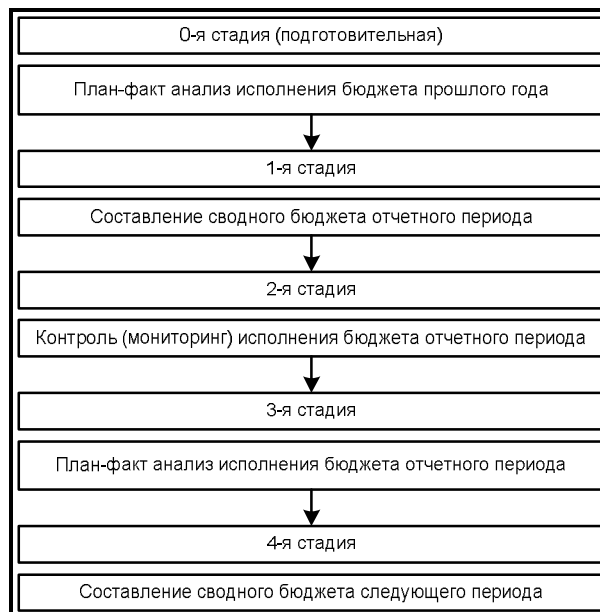 0-я стадия (подготовительная)
План-факт анализ исполнения бюджета прошлого года
1-я стадия
Составление сводного бюджета отчетного периода
2-я стадия
Контроль (мониторинг) исполнения бюджета отчетного периода
3-я стадия
План-факт анализ исполнения бюджета отчетного периода
4-я стадия
Составление сводного бюджета следующего периода